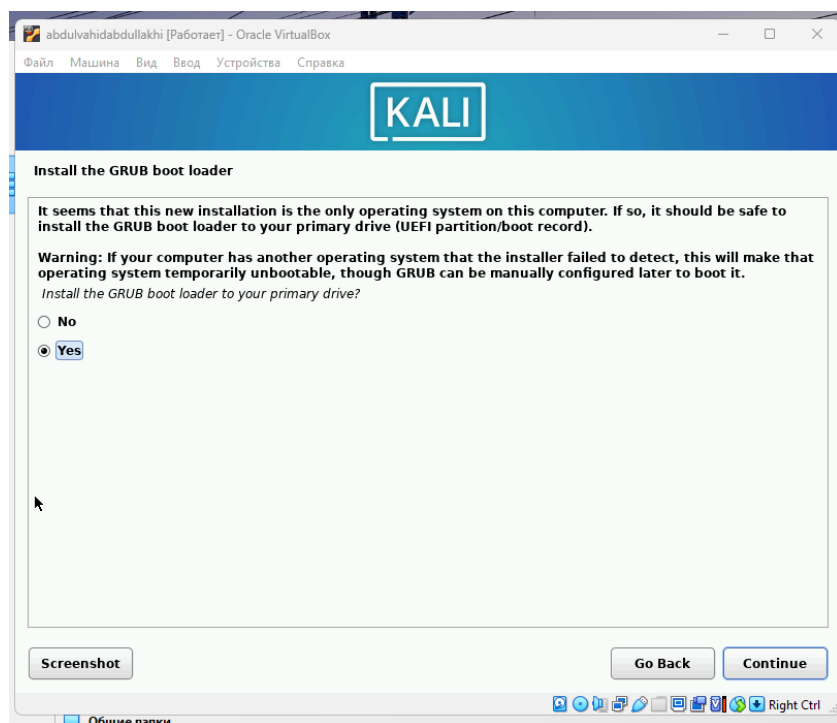 abdulvahidabdullakhi [Работает] - Oracle VirtualBox
Файл Машина Вид Ввод Устройства Справка
KALI
Install the GRUB boot loader
It seems that this new installation is the only operating system on this computer. If so, it should be safe to
install the GRUB boot loader to your primary drive (UEFI partition/boot record).
Warning: If your computer has another operating system that the installer failed to detect, this will make that
operating system temporarily unbootable, though GRUB can be manually configured later to boot it.
Install the GRUB boot loader to your primary drive?
No
Yes
Screenshot
Go Back
Continue
Right Ctrl
Общие папки